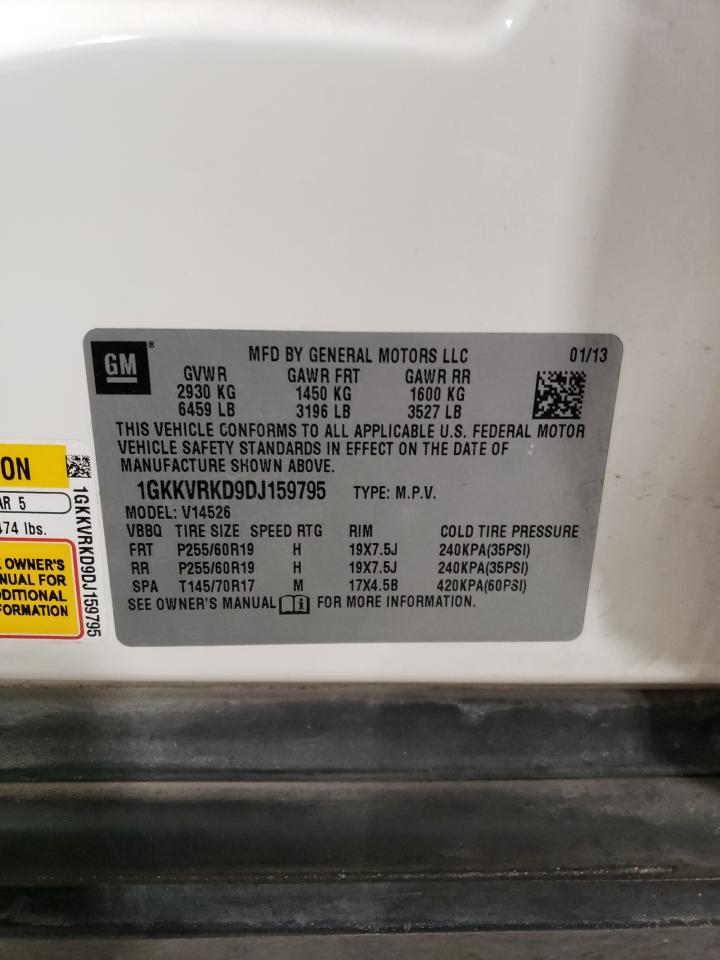 GM
®
MFD BY GENERAL MOTORS LLC 01/13
GVWR GAWR FRT GAWR RR
2930 KG 1450 KG 1600 KG
6459 LB 3196 LB 3527 LB
THIS VEHICLE CONFORMS TO ALL APPLICABLE U.S. FEDERAL MOTOR
VEHICLE SAFETY STANDARDS IN EFFECT ON THE DATE OF
MANUFACTURE SHOWN ABOVE.
1GKKVRKD9DJ159795 TYPE: M.P.V.
MODEL: V14526
VBBQ TIRE SIZE SPEED RTG RIM COLD TIRE PRESSURE
FRT P255/60R19 H 19X7.5J 240KPA(35PSI)
RR P255/60R19 H 19X7.5J 240KPA(35PSI)
SPA T145/70R17 M 17X4.5B 420KPA(60PSI)
SEE OWNER'S MANUAL i FOR MORE INFORMATION.
ON
AR 5
474 lbs.
OWNER'S
NUAL FOR
DDITIONAL
FORMATION
1GKKVRKD9DJ159795